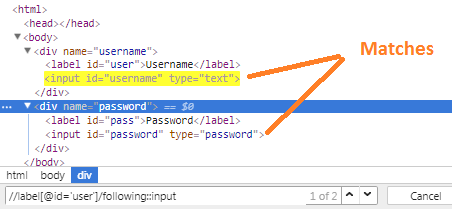 <html>
<head></head>
<body>
<div name="username">
<label id="user">Username</label>
<input id="username" type="text">
</div>
<div name="password"> == $0
<label id="pass">Password</label>
<input id="password" type="password">
</div>
</body>
Matches
html body div
//label[@id='user']/following::input 1 of 2 Cancel